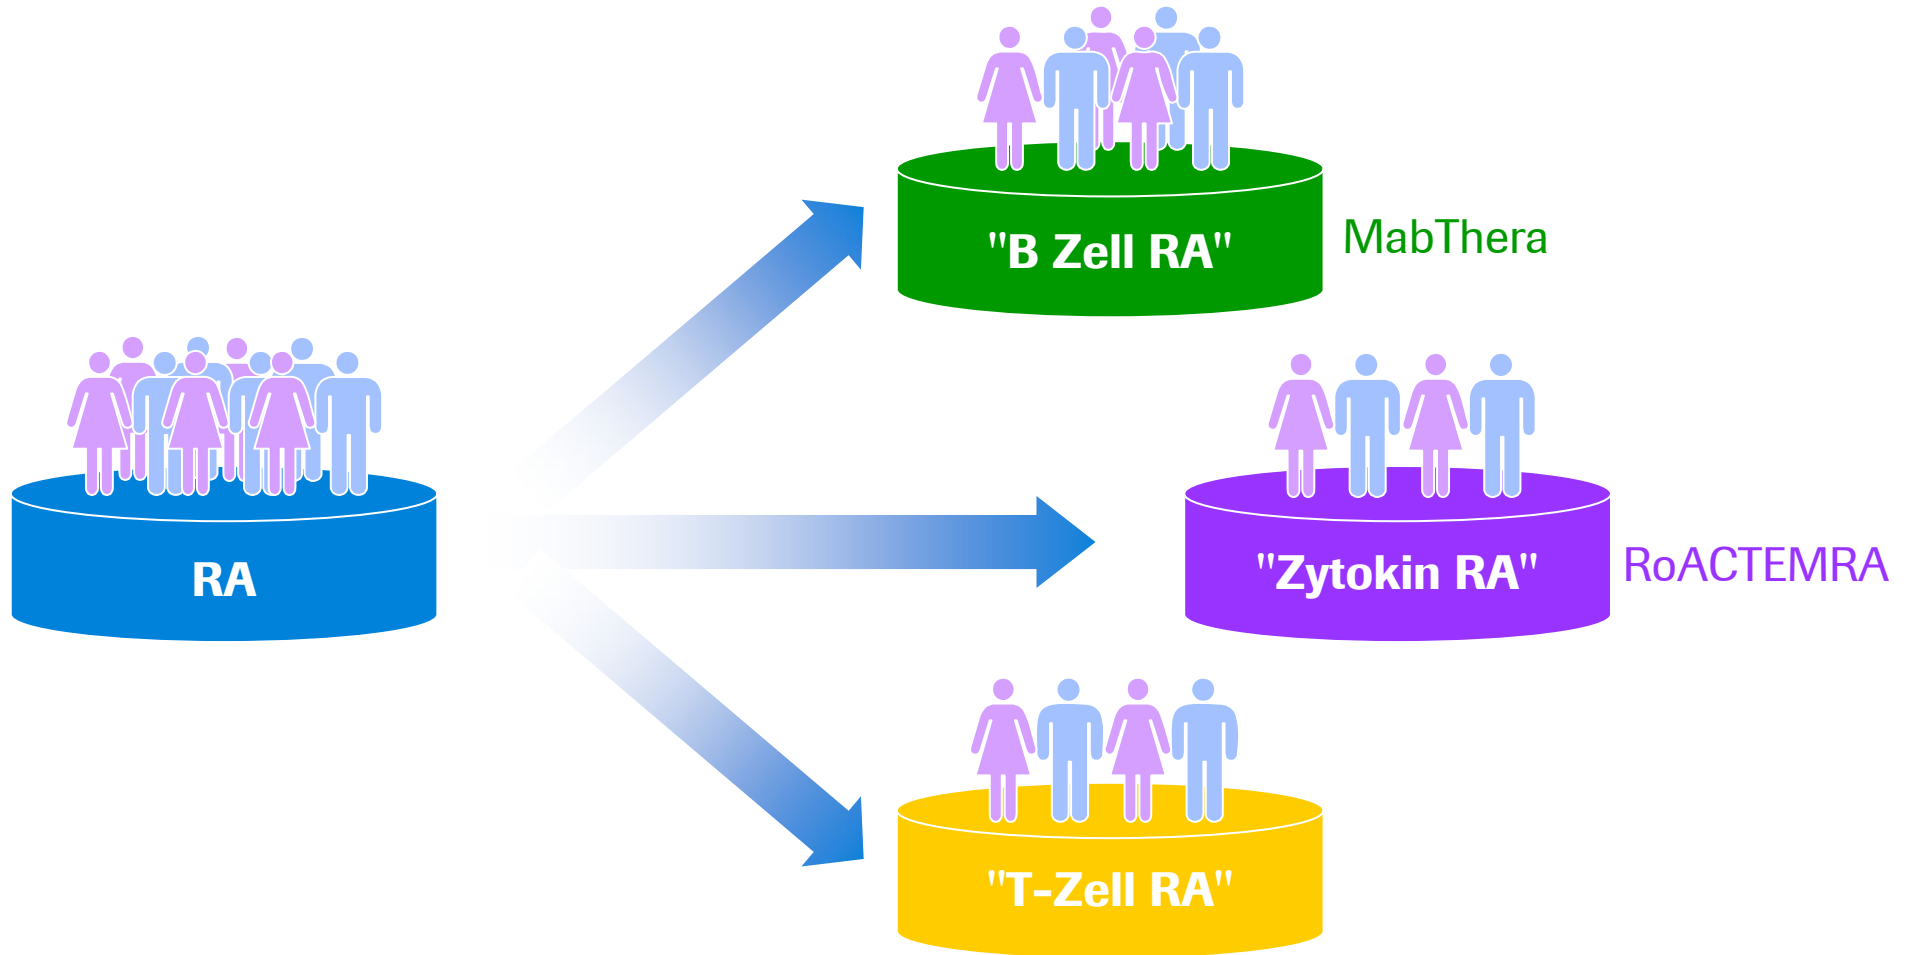 "B Zell RA"
MabThera
RA
"Zytokin RA"
RoACTEMRA
"T-Zell RA"